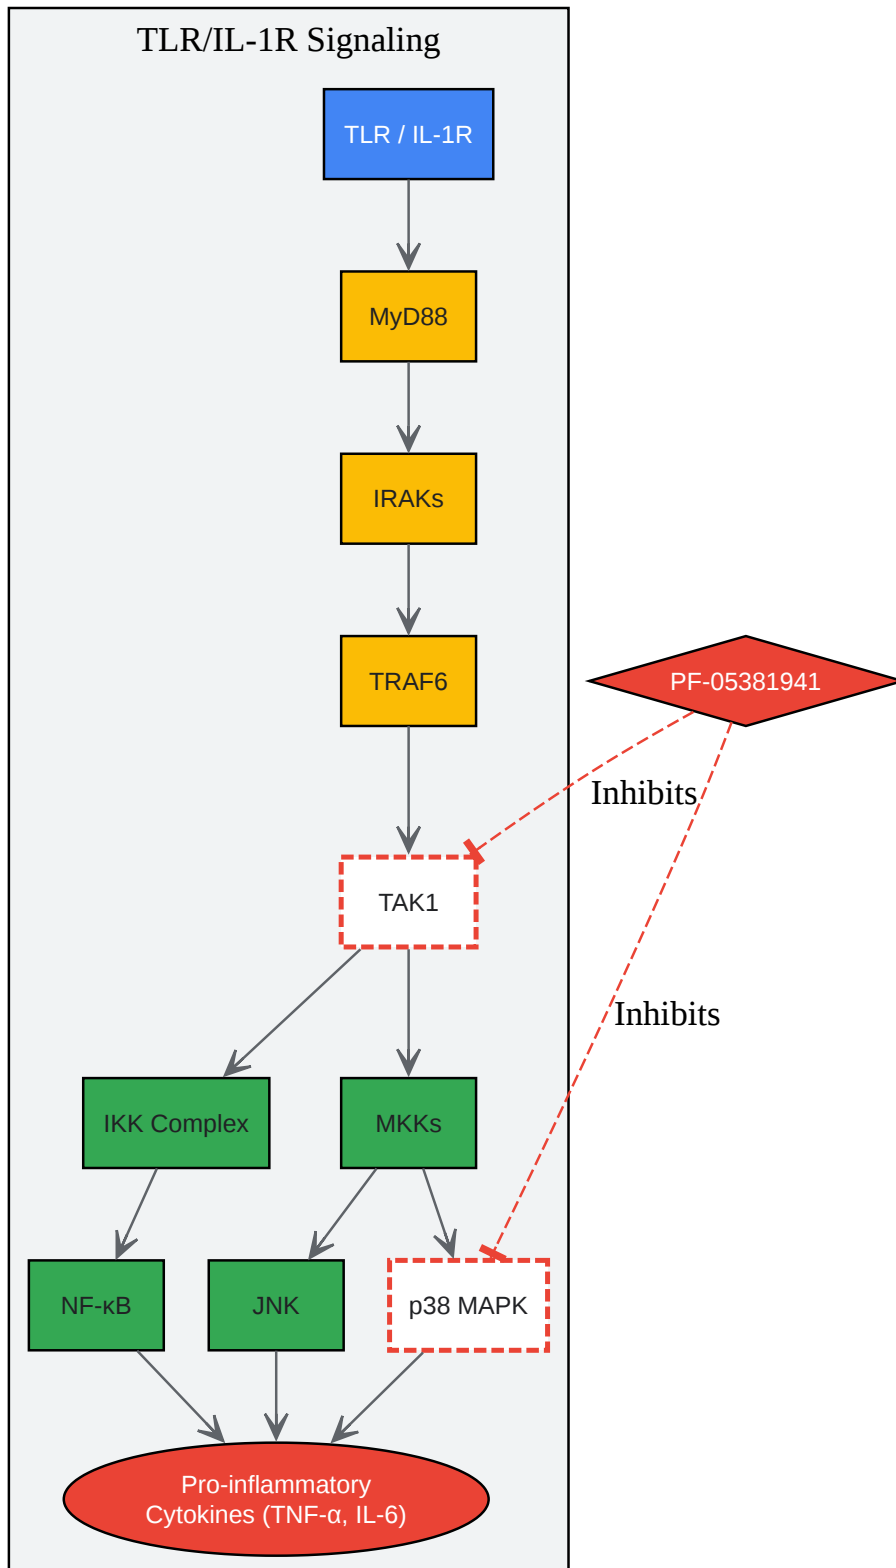 TLR/IL-1R Signaling
TLR / IL-1R
MyD88
IRAKs
TRAF6
PF-05381941
Inhibits
TAK1
Inhibits
IKK Complex
MKKs
NF-κB
JNK
p38 MAPK
Pro-inflammatory
Cytokines (TNF-α, IL-6)